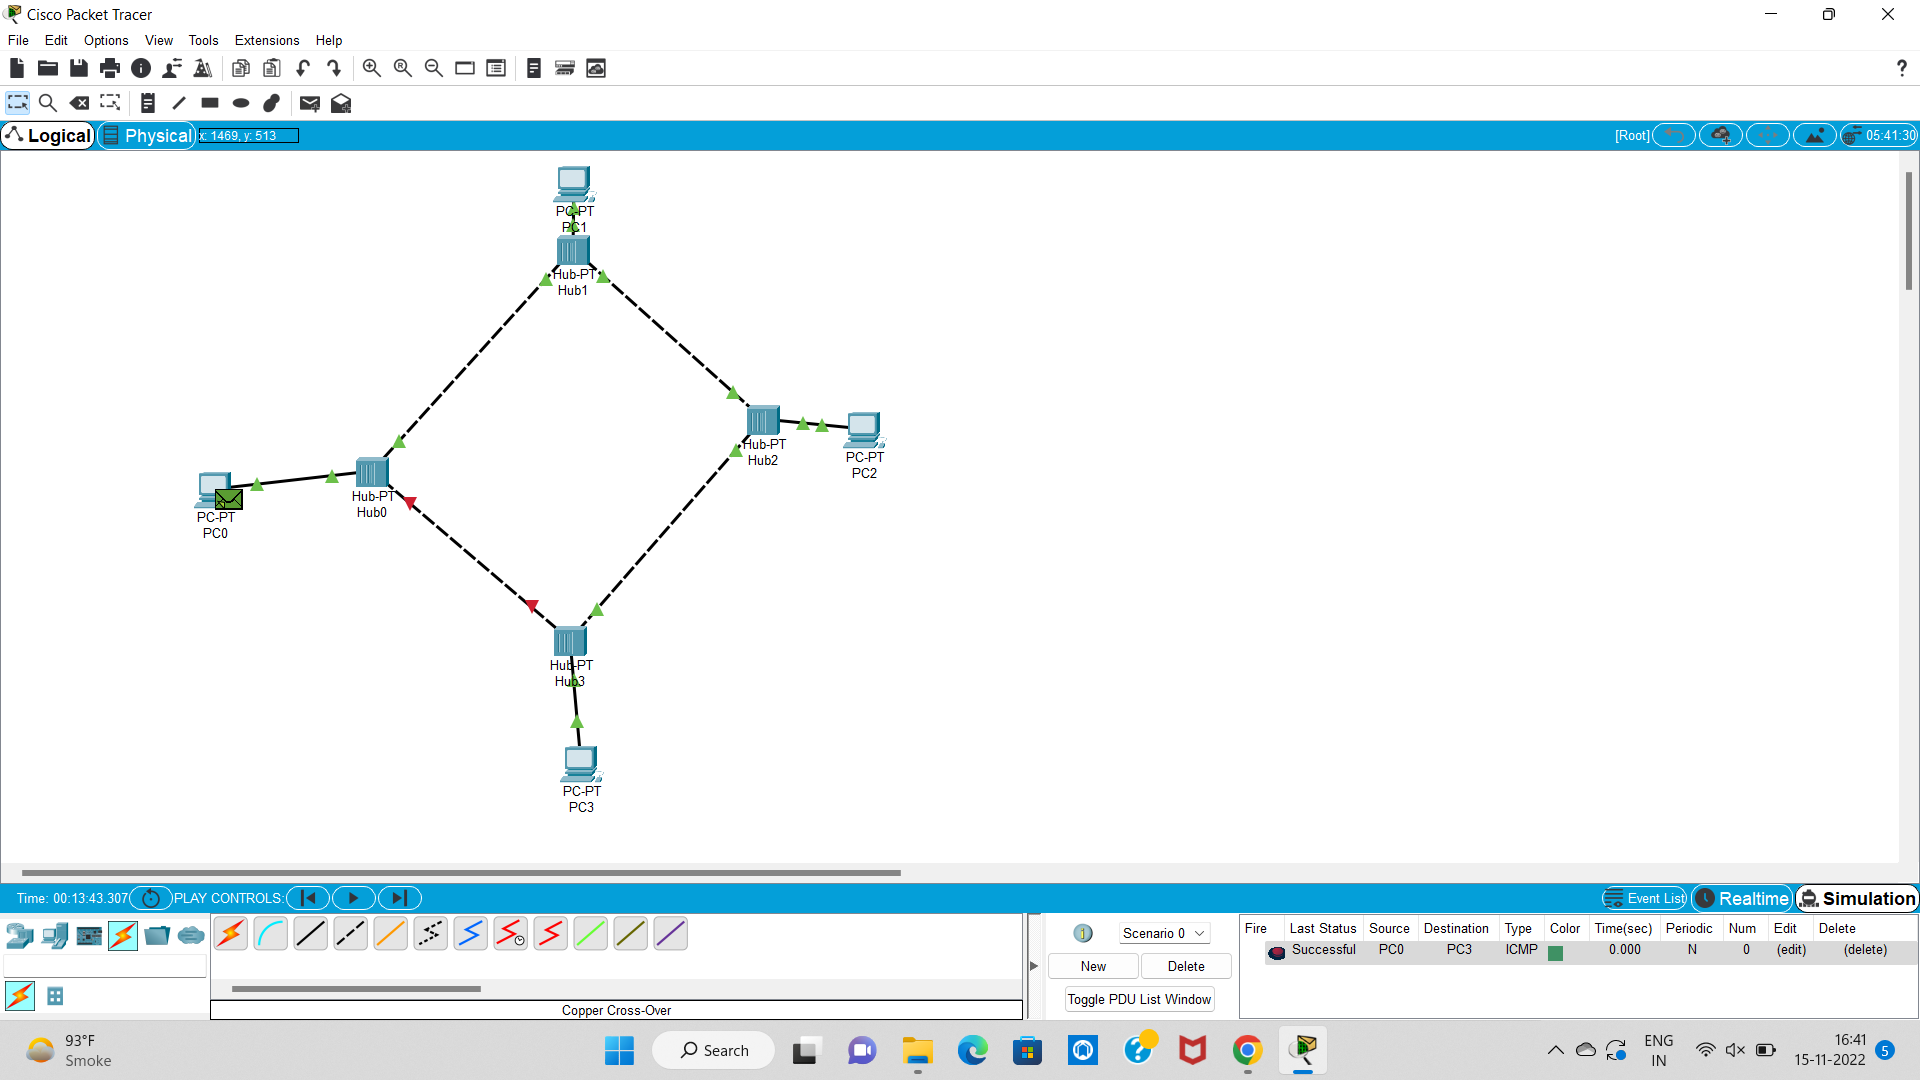 Cisco Packet Tracer
File Edit Options View Tools Extensions Help
?
Logical Physical x: 1469, y: 513 [Root] 05:41:30
PC-PT
PC1
Hub-PT
Hub1
Hub-PT
Hub2
PC-PT
PC2
Hub-PT
Hub0
PC-PT
PC0
Hub-PT
Hub3
PC-PT
PC3
Time: 00:13:43.307 PLAY CONTROLS: Event List Realtime Simulation
Scenario 0
New Delete
Toggle PDU List Window
Fire Last Status Source Destination Type Color Time(sec) Periodic Num Edit Delete
Successful PC0 PC3 ICMP 0.000 N 0 (edit) (delete)
Copper Cross-Over
93°F
Smoke
Search
ENG
IN
16:41
15-11-2022
5